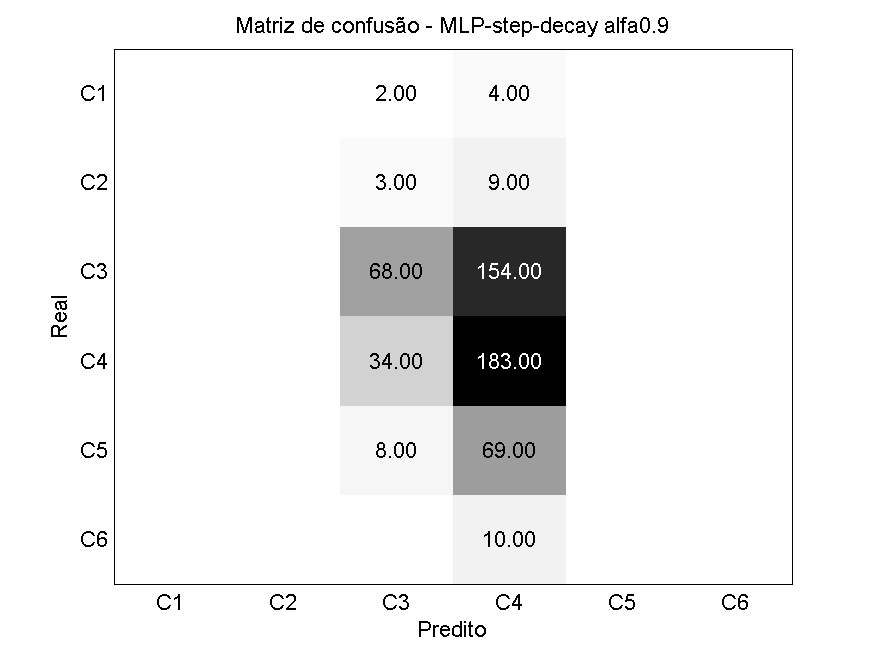 Matriz de confusão - MLP-step-decay alfa0.9
C1 2.00 4.00
C2 3.00 9.00
C3 68.00 154.00
Real
C4 34.00 183.00
C5 8.00 69.00
C6 10.00
C1 C2 C3 C4 C5 C6
Predito